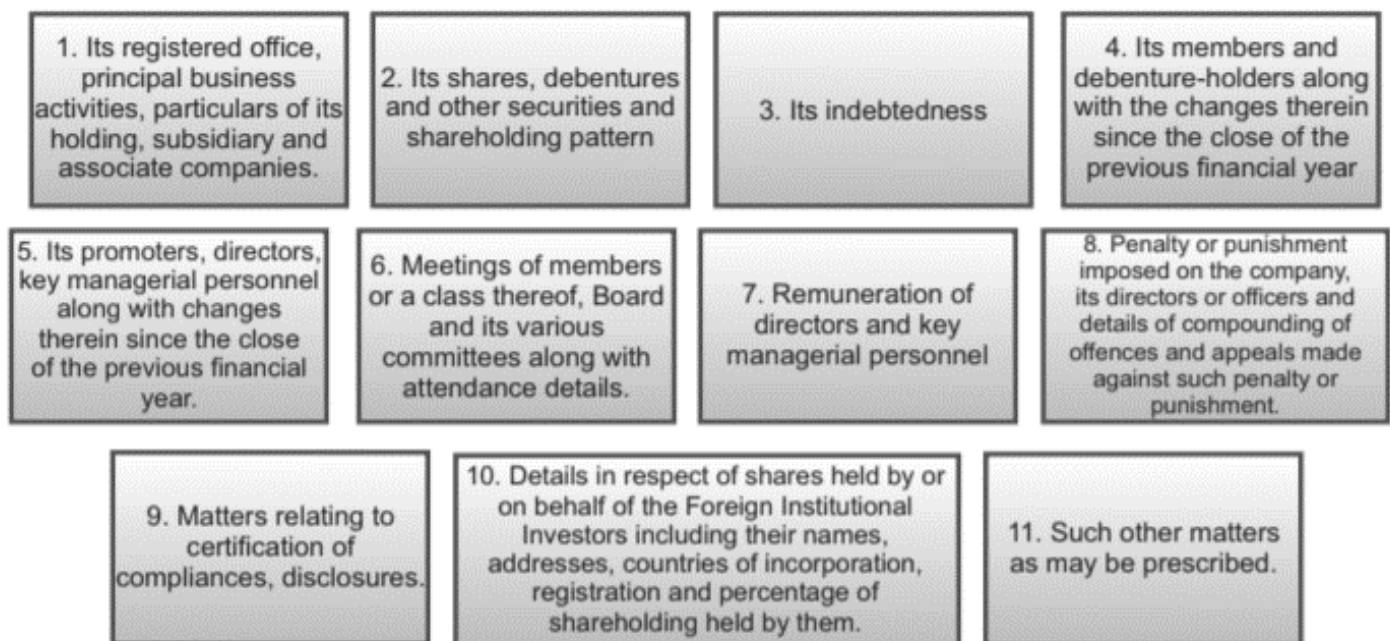 1. Its registered office,
principal business
activities, particulars of its
holding, subsidiary and
associate companies.
2. Its shares, debentures
and other securities and
shareholding pattern
3. Its indebtedness
4. Its members and
debenture-holders along
with the changes therein
since the close of the
previous financial year
5. Its promoters, directors,
key managerial personnel
along with changes
therein since the close
of the previous financial
year.
6. Meetings of members
or a class thereof, Board
and its various
committees along with
attendance details.
7. Remuneration of
directors and key
managerial personnel
8. Penalty or punishment
imposed on the company,
its directors or officers and
details of compounding of
offences and appeals made
against such penalty or
punishment.
9. Matters relating to
certification of
compliances, disclosures.
10. Details in respect of shares held by or
on behalf of the Foreign Institutional
Investors including their names,
addresses, countries of incorporation,
registration and percentage of
shareholding held by them.
11. Such other matters
as may be prescribed.